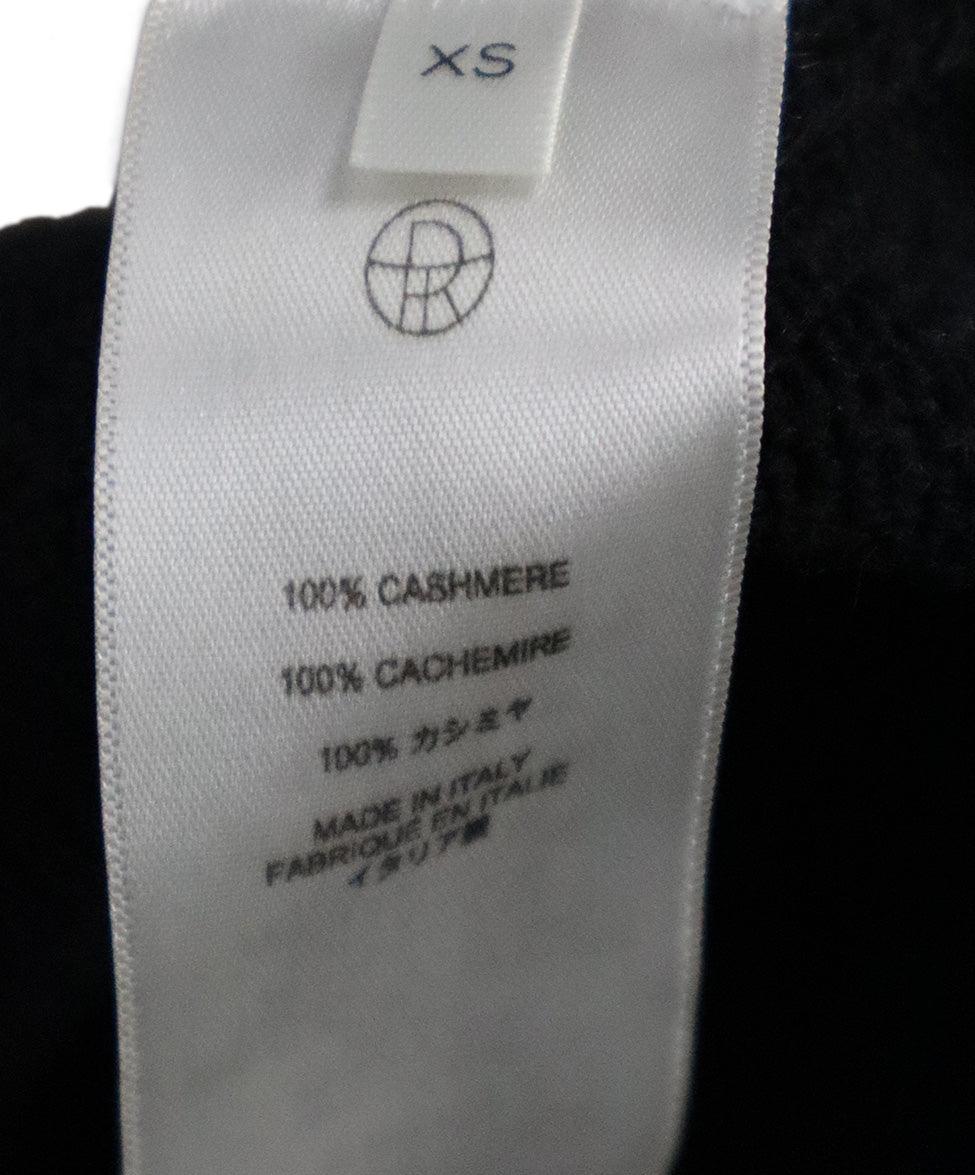 XS
100% CASHMERE
100% CACHEMIRE
100% カシミヤ
MADE IN ITALY
FABRIQUÉ EN ITALIE
イタリア製